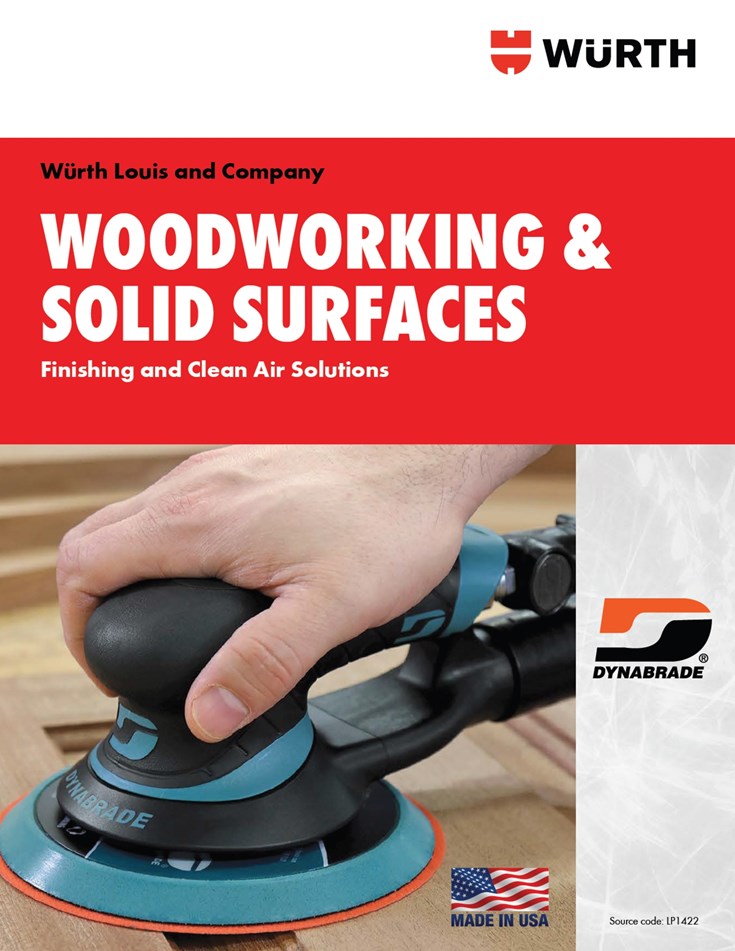 WÜRTH
Würth Louis and Company
WOODWORKING &
SOLID SURFACES
Finishing and Clean Air Solutions
DYNABRADE®
DYNABRADE
MADE IN USA
Source code: LP1422